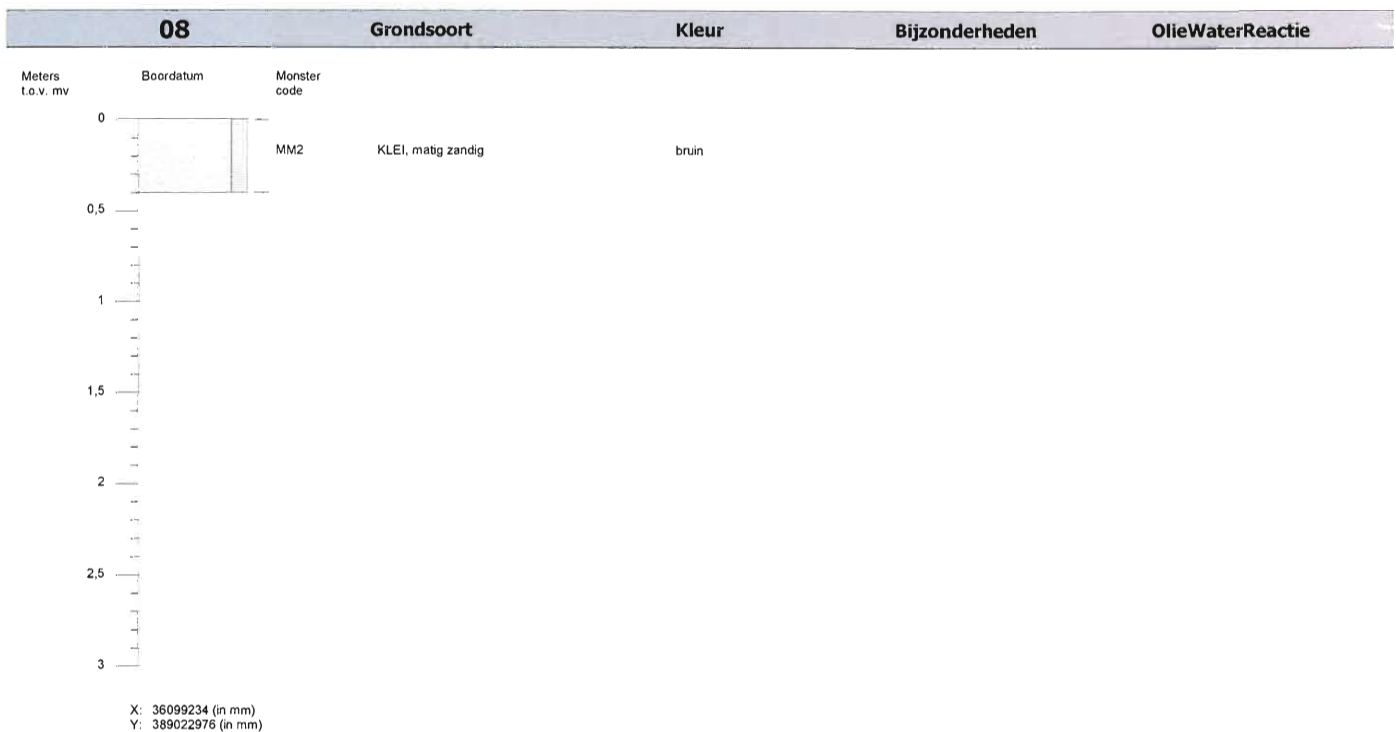 08 Grondsoort Kleur Bijzonderheden OlieWaterReactie
Meters t.o.v. mv
Boordatum
Monster code
0
MM2 KLEI, matig zandig bruin
0,5
1
1,5
2
2,5
3
X: 36099234 (in mm)
Y: 389022976 (in mm)